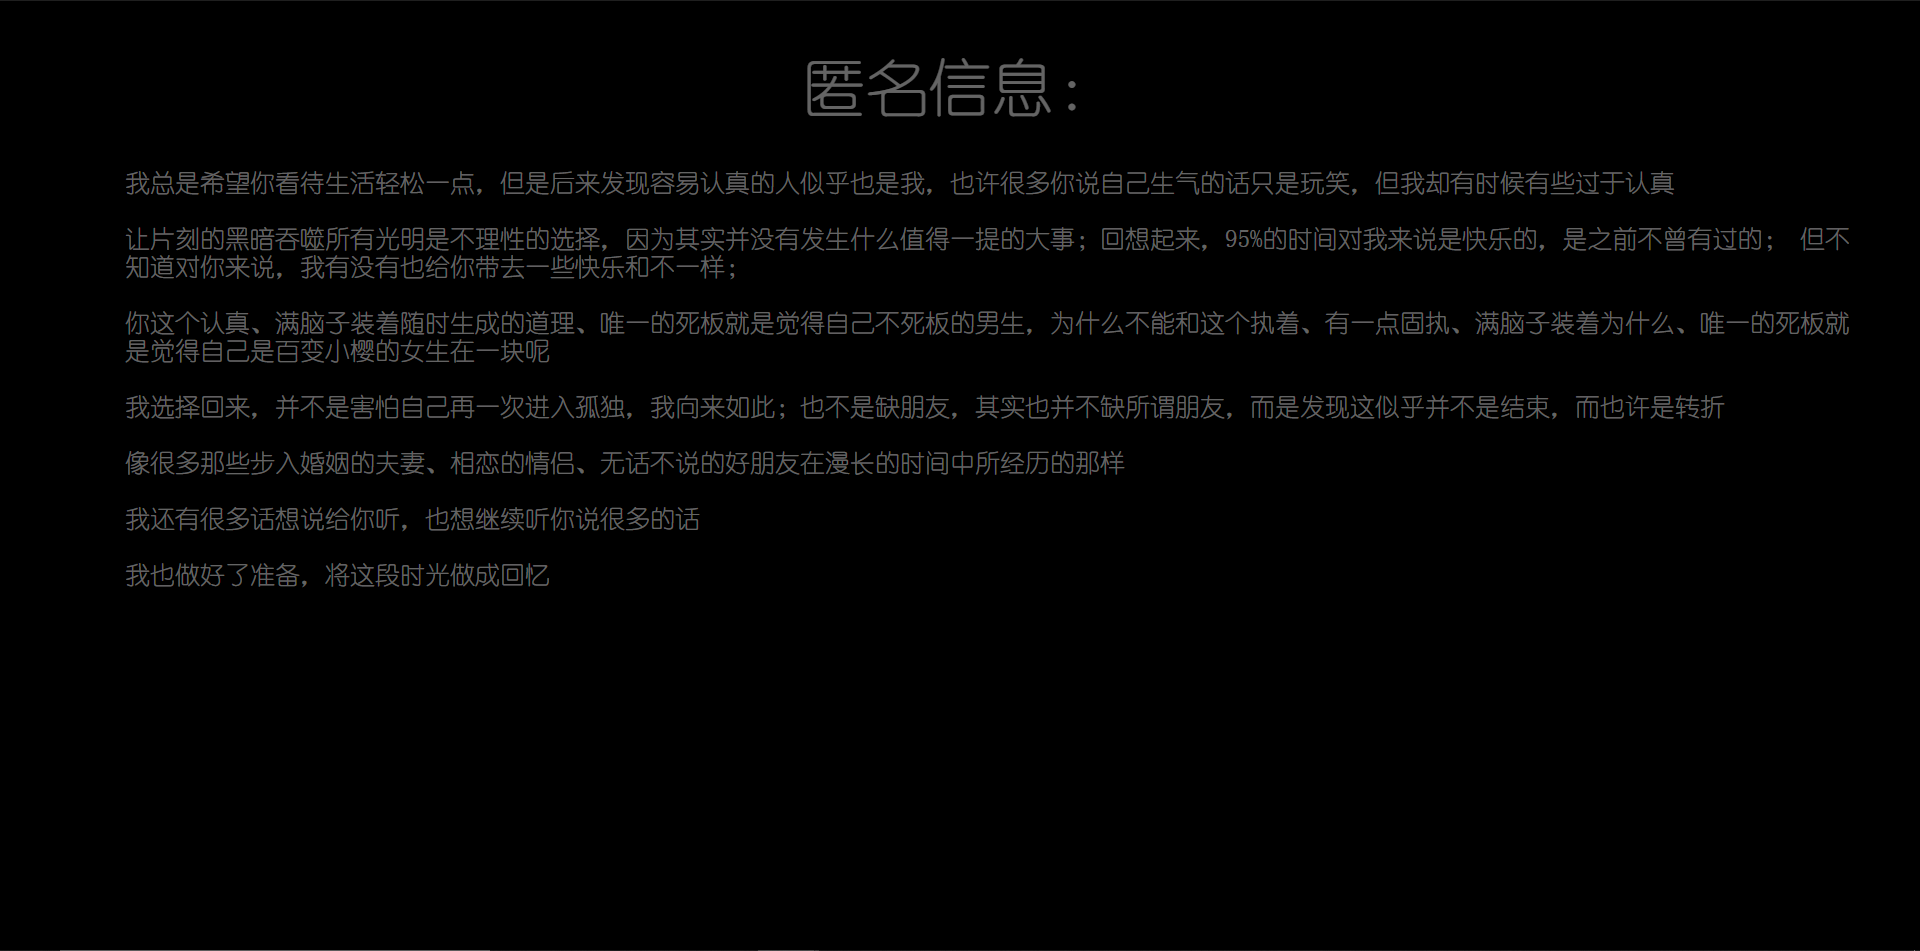 匿名信息：
我总是希望你看待生活轻松一点，但是后来发现容易认真的人似乎也是我，也许很多你说自己生气的话只是玩笑，但我却有时候有些过于认真
让片刻的黑暗吞噬所有光明是不理性的选择，因为其实并没有发生什么值得一提的大事；回想起来，95%的时间对我来说是快乐的，是之前不曾有过的； 但不
知道对你来说，我有没有也给你带去一些快乐和不一样；
你这个认真、满脑子装着随时生成的道理、唯一的死板就是觉得自己不死板的男生，为什么不能和这个执着、有一点固执、满脑子装着为什么、唯一的死板就
是觉得自己是百变小樱的女生在一块呢
我选择回来，并不是害怕自己再一次进入孤独，我向来如此；也不是缺朋友，其实也并不缺所谓朋友，而是发现这似乎并不是结束，而也许是转折
像很多那些步入婚姻的夫妻、相恋的情侣、无话不说的好朋友在漫长的时间中所经历的那样
我还有很多话想说给你听，也想继续听你说很多的话
我也做好了准备，将这段时光做成回忆